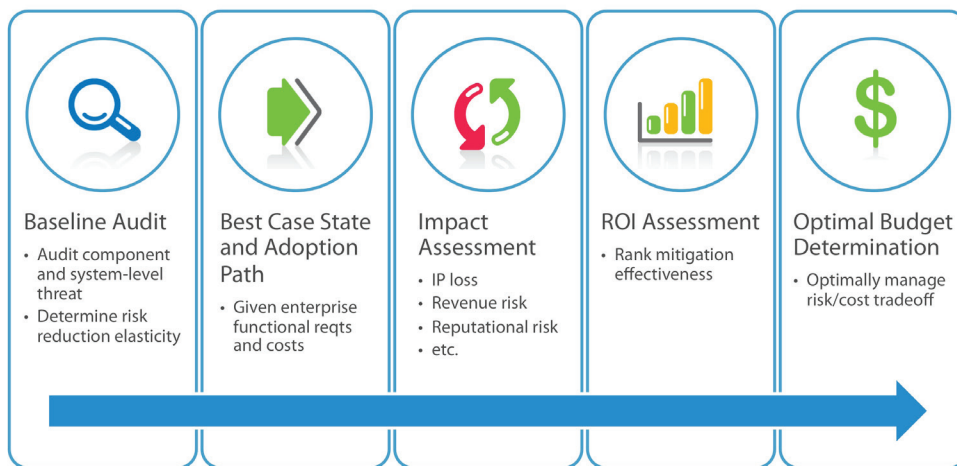 Baseline Audit
• Audit component
and system-level
threat
• Determine risk
reduction elasticity
Best Case State
and Adoption
Path
• Given enterprise
functional reqts
and costs
Impact
Assessment
• IP loss
• Revenue risk
• Reputational risk
• etc.
ROI Assessment
• Rank mitigation
effectiveness
$
Optimal Budget
Determination
• Optimally manage
risk/cost tradeoff